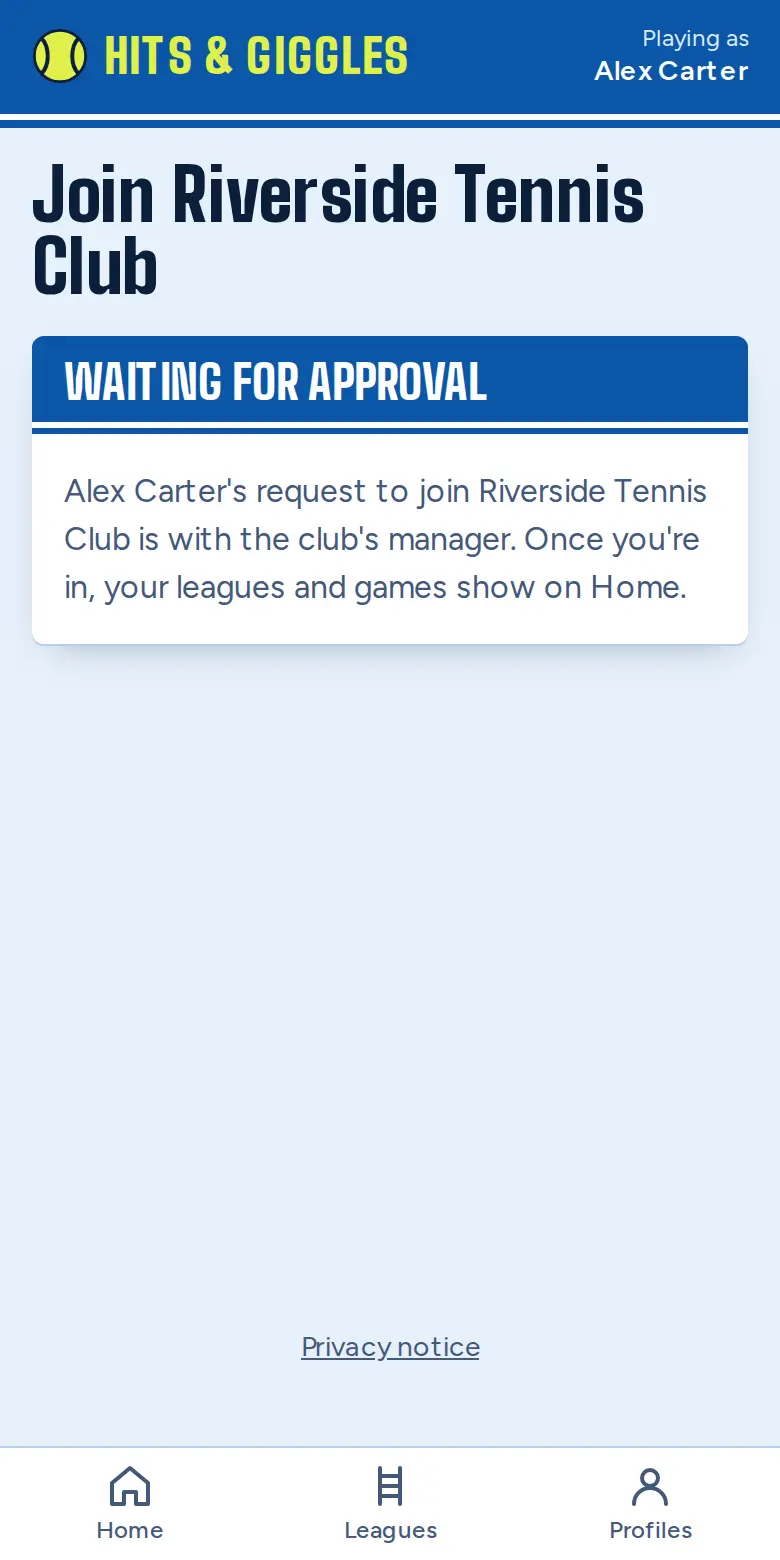 HITS & GIGGLES
Playing as
Alex Carter
Join Riverside Tennis
Club
WAITING FOR APPROVAL
Alex Carter's request to join Riverside Tennis
Club is with the club's manager. Once you're
in, your leagues and games show on Home.
Privacy notice
Home
Leagues
Profiles